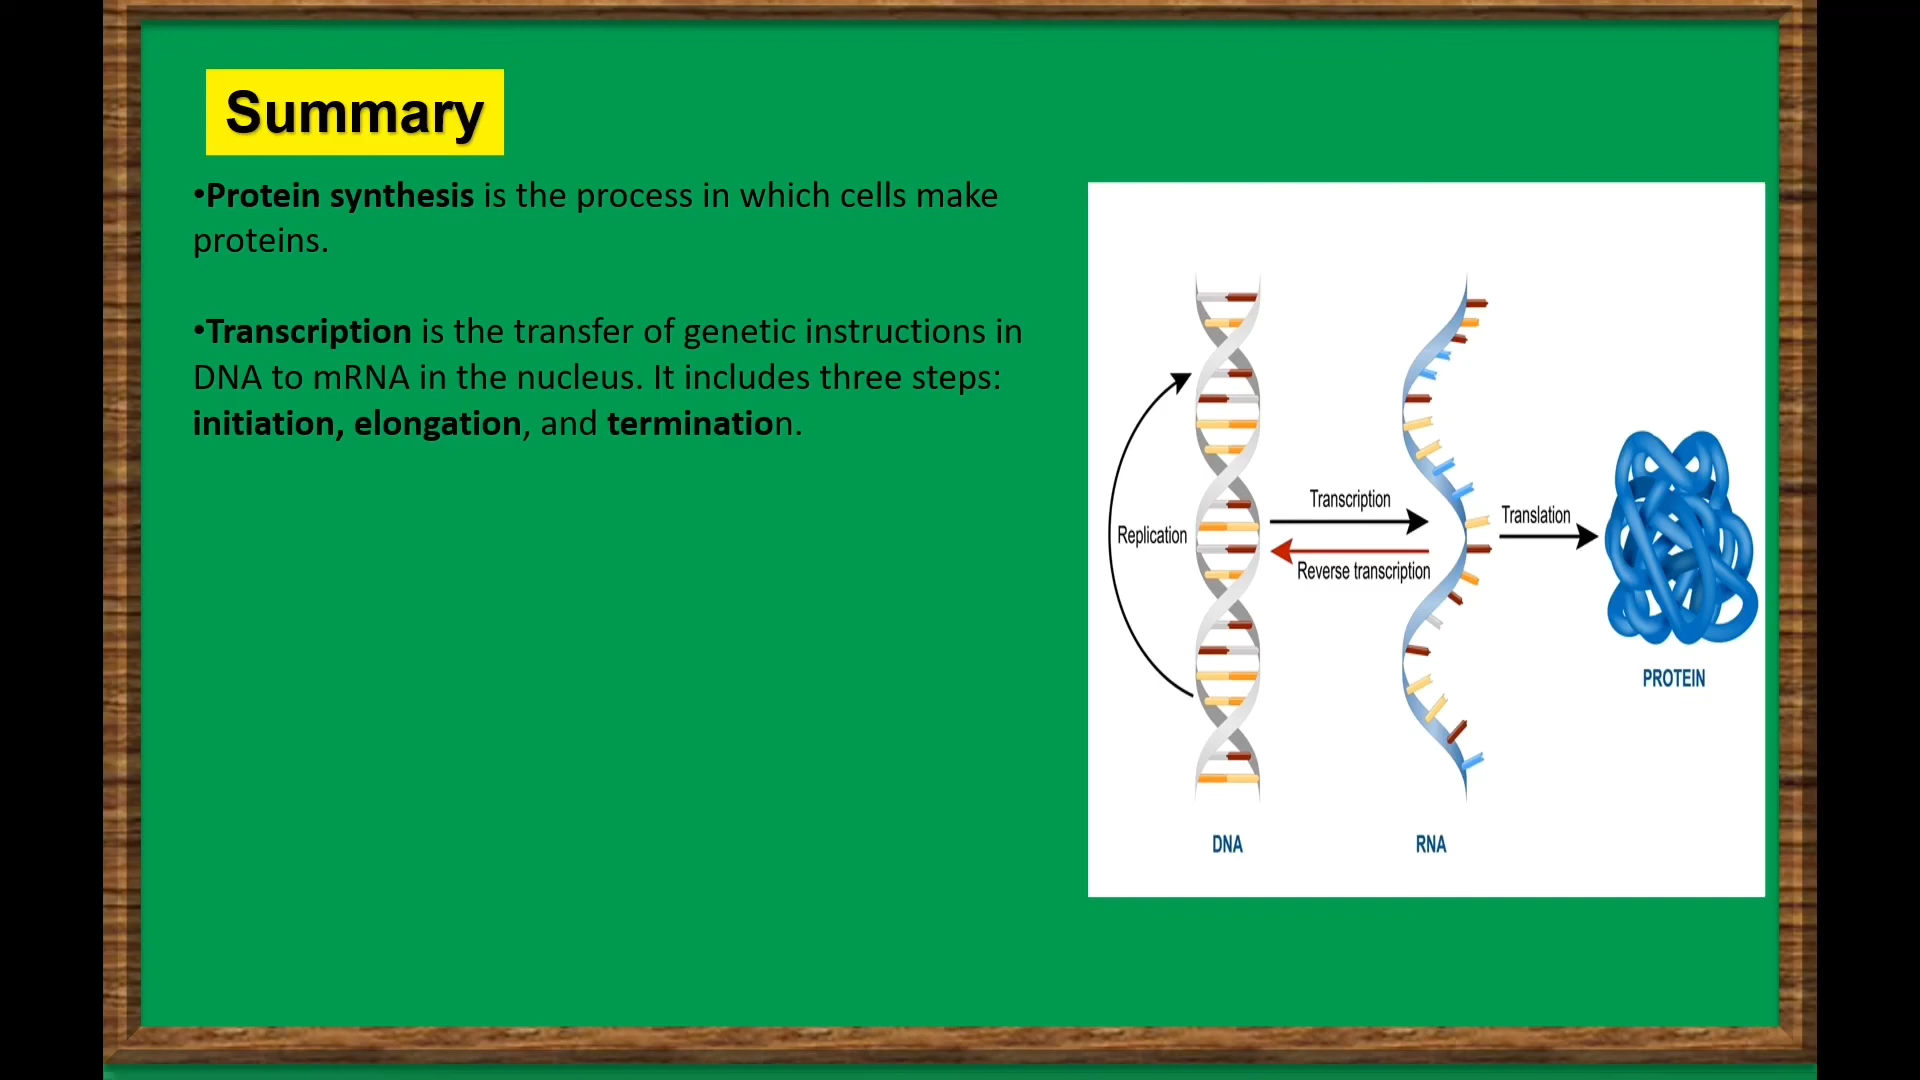 Summary
•Protein synthesis is the process in which cells make
proteins.
•Transcription is the transfer of genetic instructions in
DNA to mRNA in the nucleus. It includes three steps:
initiation, elongation, and termination.
Replication
Transcription
Reverse transcription
Translation
PROTEIN
DNA
RNA